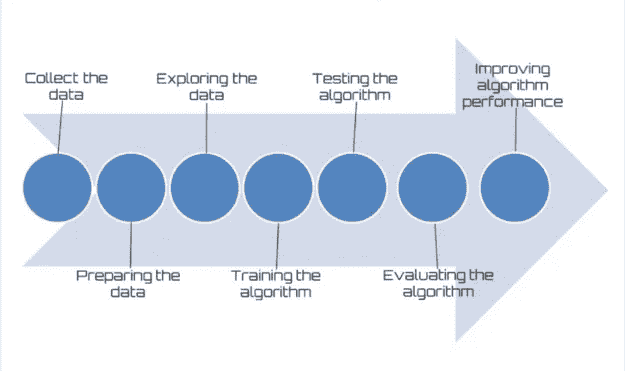 Collect the
data
Preparing the
data
Exploring the
data
Training the
algorithm
Testing the
algorithm
Evaluating the
algorithm
Improving
algorithm
performance